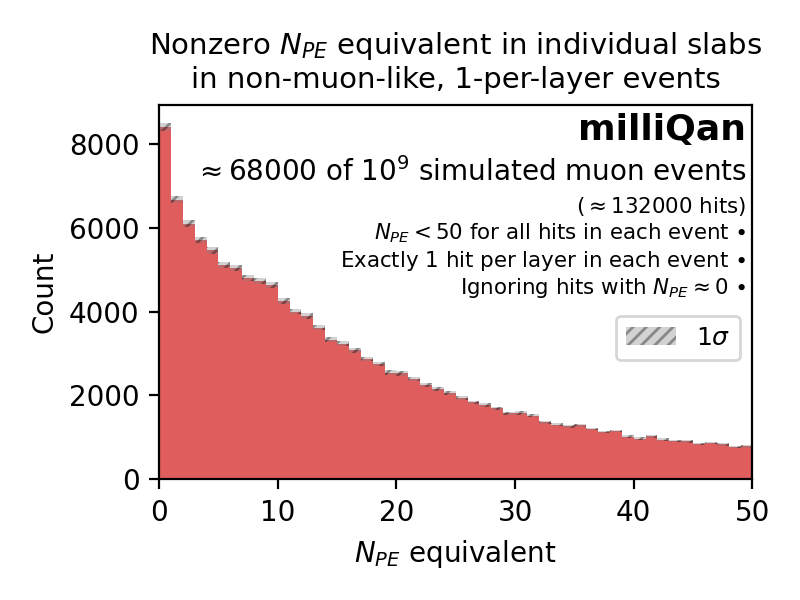 Nonzero N_PE equivalent in individual slabs
in non-muon-like, 1-per-layer events
milliQan
≈68000 of 10⁹ simulated muon events
(≈132000 hits)
N_PE < 50 for all hits in each event •
Exactly 1 hit per layer in each event •
Ignoring hits with N_PE ≈ 0 •
1σ
Count
8000
6000
4000
2000
0
0 10 20 30 40 50
N_PE equivalent